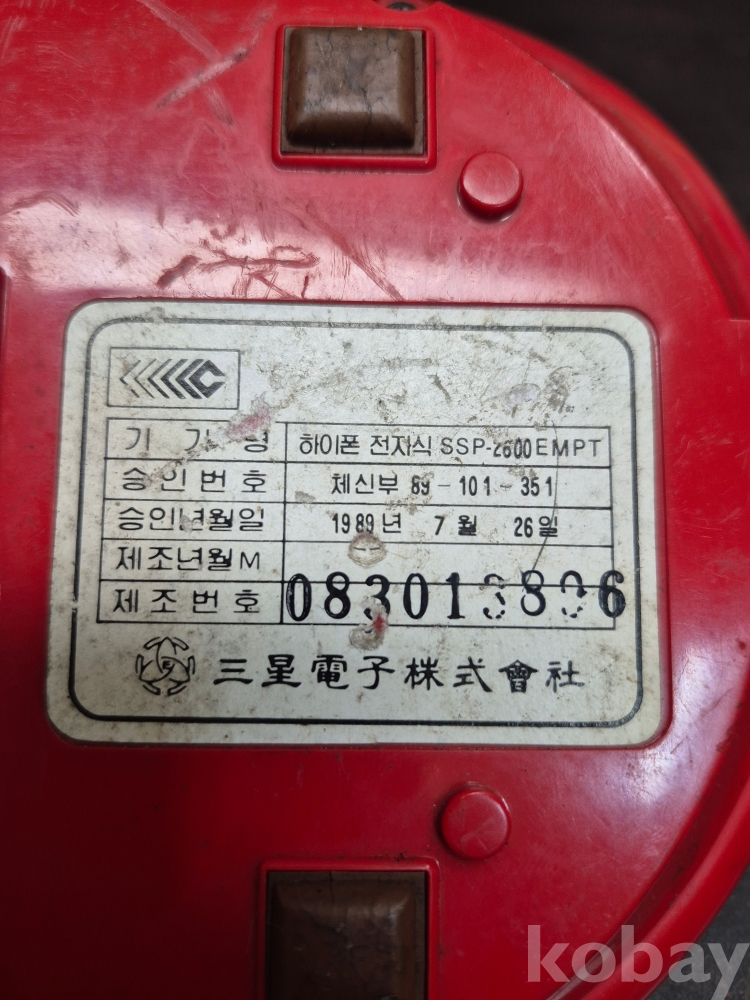 기 기 명 하이폰 전자식 SSP-2600EMPT
승인번호 체신부 89-101-351
승인년월일 1989년 7월 26일
제조년월 M
제조번호
三星電子株式會社
kobay